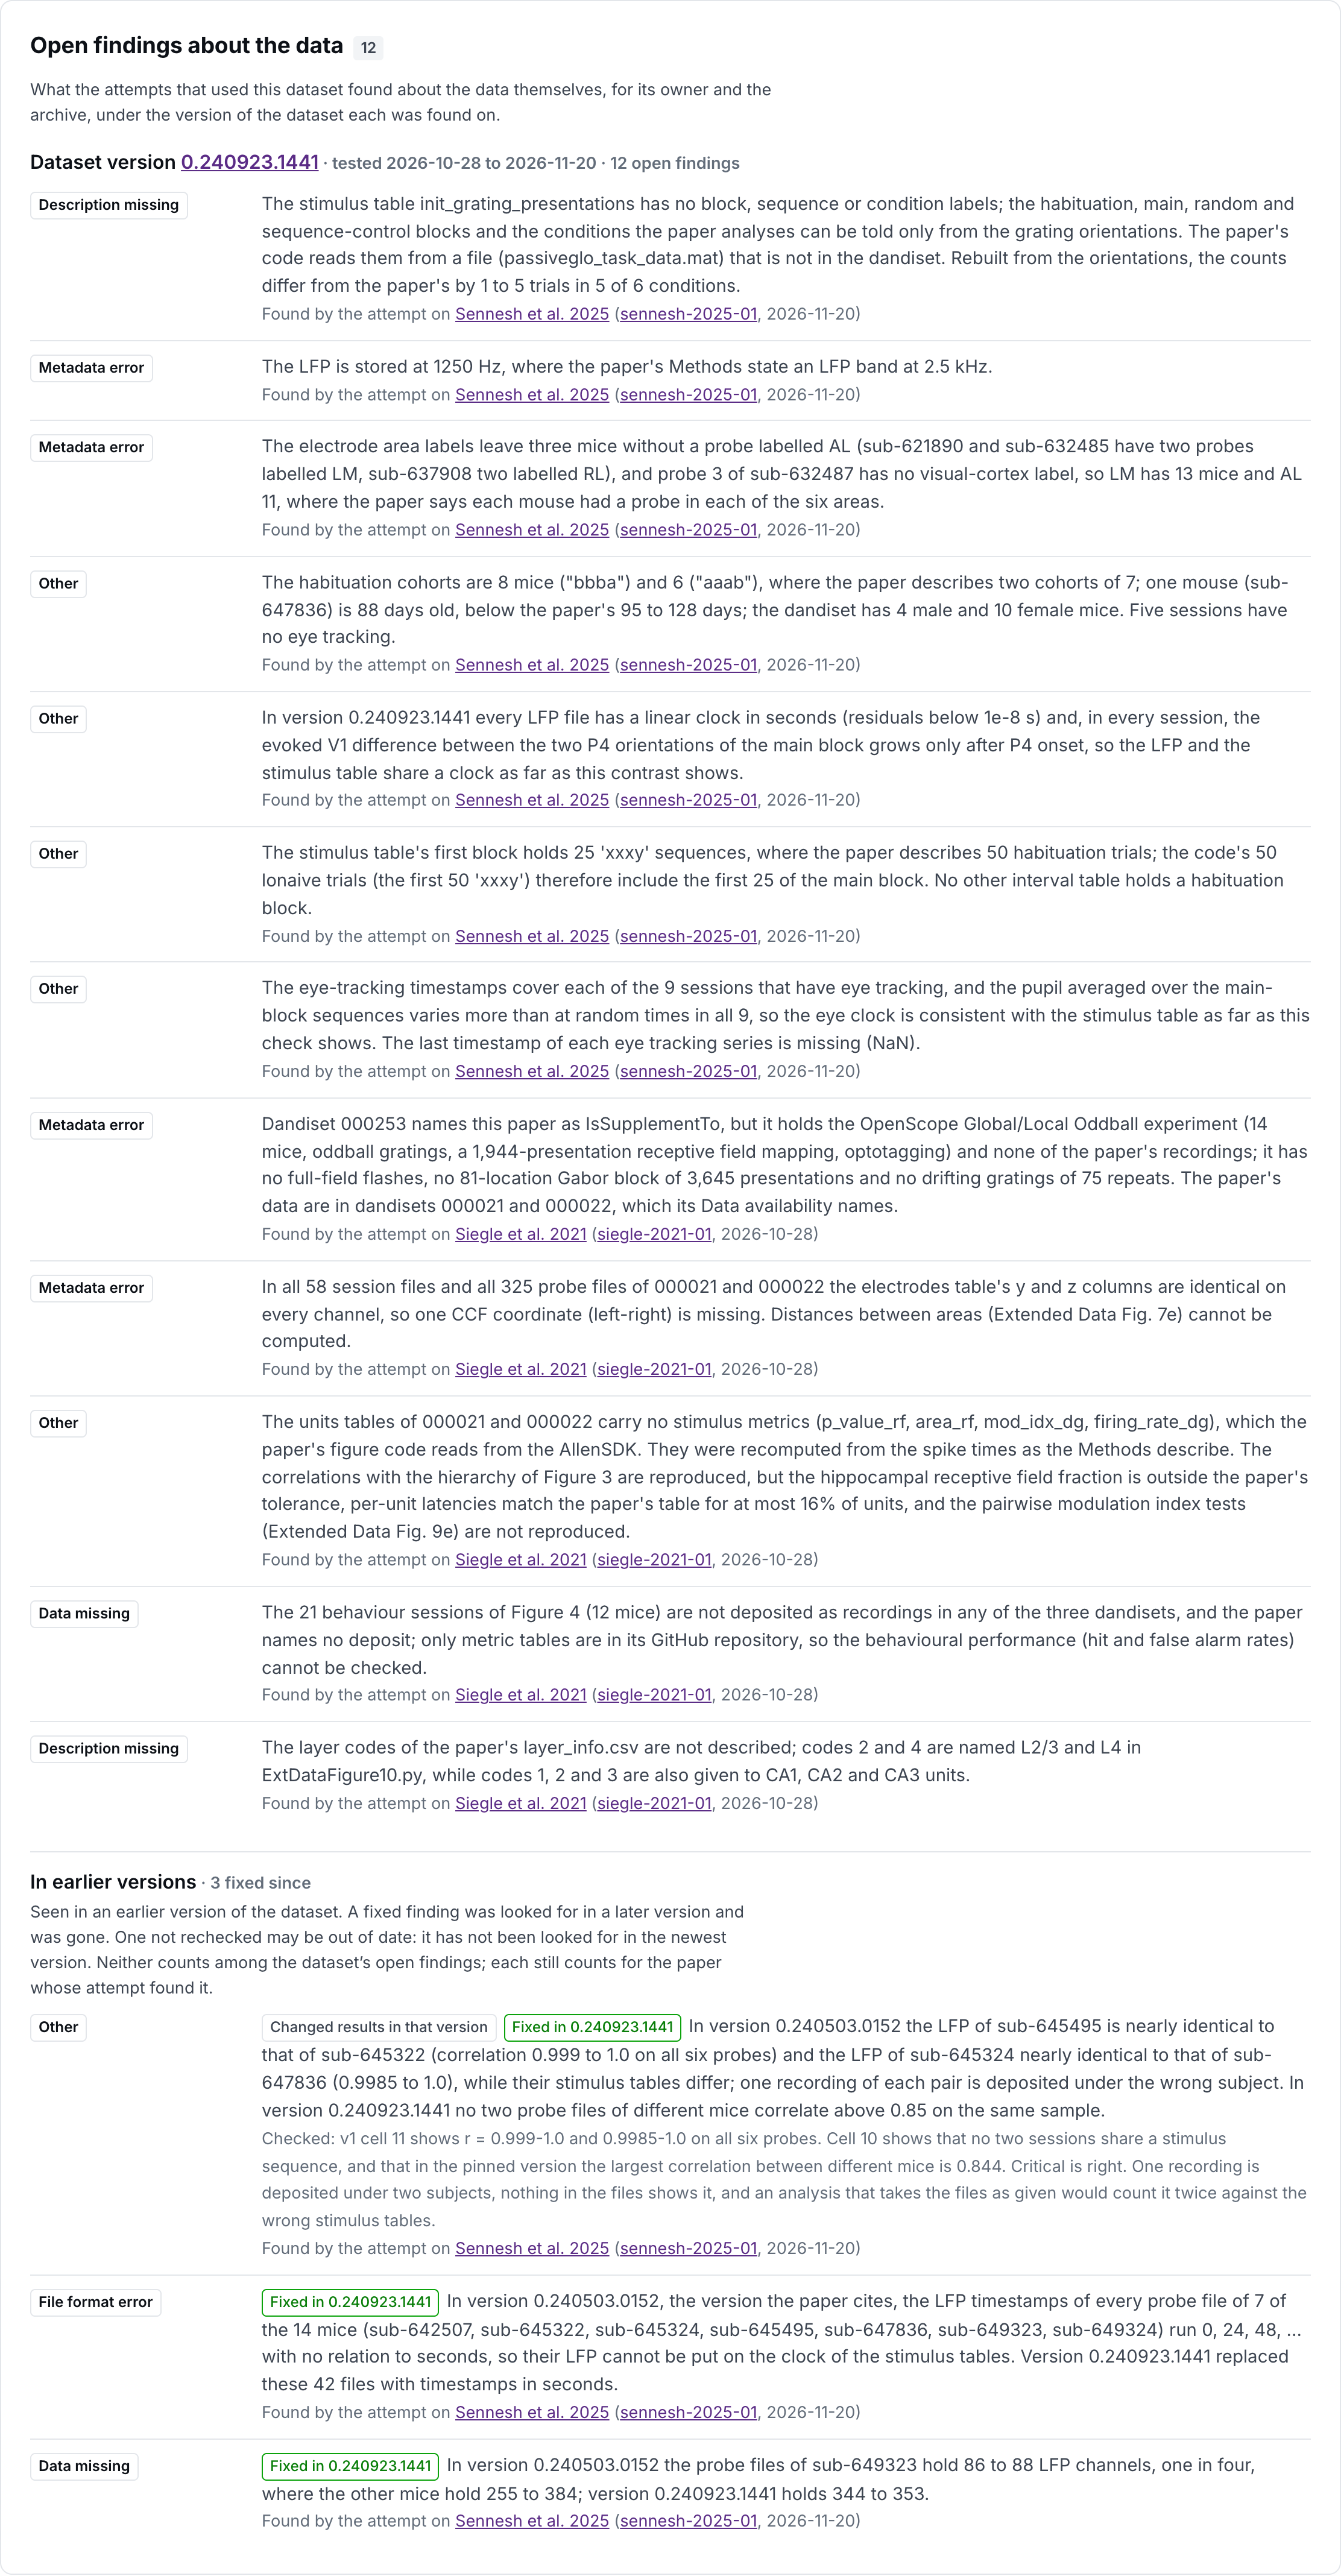 Open findings about the data 12
What the attempts that used this dataset found about the data themselves, for its owner and the
archive, under the version of the dataset each was found on.
Dataset version 0.240923.1441 · tested 2026-10-28 to 2026-11-20 · 12 open findings
Description missing
The stimulus table init_grating_presentations has no block, sequence or condition labels; the habituation, main, random and
sequence-control blocks and the conditions the paper analyses can be told only from the grating orientations. The paper's
code reads them from a file (passiveglo_task_data.mat) that is not in the dandiset. Rebuilt from the orientations, the counts
differ from the paper's by 1 to 5 trials in 5 of 6 conditions.
Found by the attempt on Sennesh et al. 2025 (sennesh-2025-01, 2026-11-20)
Metadata error
The LFP is stored at 1250 Hz, where the paper's Methods state an LFP band at 2.5 kHz.
Found by the attempt on Sennesh et al. 2025 (sennesh-2025-01, 2026-11-20)
Metadata error
The electrode area labels leave three mice without a probe labelled AL (sub-621890 and sub-632485 have two probes
labelled LM, sub-637908 two labelled RL), and probe 3 of sub-632487 has no visual-cortex label, so LM has 13 mice and AL
11, where the paper says each mouse had a probe in each of the six areas.
Found by the attempt on Sennesh et al. 2025 (sennesh-2025-01, 2026-11-20)
Other
The habituation cohorts are 8 mice ("bbba") and 6 ("aaab"), where the paper describes two cohorts of 7; one mouse (sub-
647836) is 88 days old, below the paper's 95 to 128 days; the dandiset has 4 male and 10 female mice. Five sessions have
no eye tracking.
Found by the attempt on Sennesh et al. 2025 (sennesh-2025-01, 2026-11-20)
Other
In version 0.240923.1441 every LFP file has a linear clock in seconds (residuals below 1e-8 s) and, in every session, the
evoked V1 difference between the two P4 orientations of the main block grows only after P4 onset, so the LFP and the
stimulus table share a clock as far as this contrast shows.
Found by the attempt on Sennesh et al. 2025 (sennesh-2025-01, 2026-11-20)
Other
The stimulus table's first block holds 25 'xxxy' sequences, where the paper describes 50 habituation trials; the code's 50
lonaive trials (the first 50 'xxxy') therefore include the first 25 of the main block. No other interval table holds a habituation
block.
Found by the attempt on Sennesh et al. 2025 (sennesh-2025-01, 2026-11-20)
Other
The eye-tracking timestamps cover each of the 9 sessions that have eye tracking, and the pupil averaged over the main-
block sequences varies more than at random times in all 9, so the eye clock is consistent with the stimulus table as far as this
check shows. The last timestamp of each eye tracking series is missing (NaN).
Found by the attempt on Sennesh et al. 2025 (sennesh-2025-01, 2026-11-20)
Metadata error
Dandiset 000253 names this paper as IsSupplementTo, but it holds the OpenScope Global/Local Oddball experiment (14
mice, oddball gratings, a 1,944-presentation receptive field mapping, optotagging) and none of the paper's recordings; it has
no full-field flashes, no 81-location Gabor block of 3,645 presentations and no drifting gratings of 75 repeats. The paper's
data are in dandisets 000021 and 000022, which its Data availability names.
Found by the attempt on Siegle et al. 2021 (siegle-2021-01, 2026-10-28)
Metadata error
In all 58 session files and all 325 probe files of 000021 and 000022 the electrodes table's y and z columns are identical on
every channel, so one CCF coordinate (left-right) is missing. Distances between areas (Extended Data Fig. 7e) cannot be
computed.
Found by the attempt on Siegle et al. 2021 (siegle-2021-01, 2026-10-28)
Other
The units tables of 000021 and 000022 carry no stimulus metrics (p_value_rf, area_rf, mod_idx_dg, firing_rate_dg), which the
paper's figure code reads from the AllenSDK. They were recomputed from the spike times as the Methods describe. The
correlations with the hierarchy of Figure 3 are reproduced, but the hippocampal receptive field fraction is outside the paper's
tolerance, per-unit latencies match the paper's table for at most 16% of units, and the pairwise modulation index tests
(Extended Data Fig. 9e) are not reproduced.
Found by the attempt on Siegle et al. 2021 (siegle-2021-01, 2026-10-28)
Data missing
The 21 behaviour sessions of Figure 4 (12 mice) are not deposited as recordings in any of the three dandisets, and the paper
names no deposit; only metric tables are in its GitHub repository, so the behavioural performance (hit and false alarm rates)
cannot be checked.
Found by the attempt on Siegle et al. 2021 (siegle-2021-01, 2026-10-28)
Description missing
The layer codes of the paper's layer_info.csv are not described; codes 2 and 4 are named L2/3 and L4 in
ExtDataFigure10.py, while codes 1, 2 and 3 are also given to CA1, CA2 and CA3 units.
Found by the attempt on Siegle et al. 2021 (siegle-2021-01, 2026-10-28)
In earlier versions · 3 fixed since
Seen in an earlier version of the dataset. A fixed finding was looked for in a later version and
was gone. One not rechecked may be out of date: it has not been looked for in the newest
version. Neither counts among the dataset’s open findings; each still counts for the paper
whose attempt found it.
Other
Changed results in that version Fixed in 0.240923.1441 In version 0.240503.0152 the LFP of sub-645495 is nearly identical to
that of sub-645322 (correlation 0.999 to 1.0 on all six probes) and the LFP of sub-645324 nearly identical to that of sub-
647836 (0.9985 to 1.0), while their stimulus tables differ; one recording of each pair is deposited under the wrong subject. In
version 0.240923.1441 no two probe files of different mice correlate above 0.85 on the same sample.
Checked: v1 cell 11 shows r = 0.999-1.0 and 0.9985-1.0 on all six probes. Cell 10 shows that no two sessions share a stimulus
sequence, and that in the pinned version the largest correlation between different mice is 0.844. Critical is right. One recording is
deposited under two subjects, nothing in the files shows it, and an analysis that takes the files as given would count it twice against the
wrong stimulus tables.
Found by the attempt on Sennesh et al. 2025 (sennesh-2025-01, 2026-11-20)
File format error
Fixed in 0.240923.1441 In version 0.240503.0152, the version the paper cites, the LFP timestamps of every probe file of 7 of
the 14 mice (sub-642507, sub-645322, sub-645324, sub-645495, sub-647836, sub-649323, sub-649324) run 0, 24, 48, ...
with no relation to seconds, so their LFP cannot be put on the clock of the stimulus tables. Version 0.240923.1441 replaced
these 42 files with timestamps in seconds.
Found by the attempt on Sennesh et al. 2025 (sennesh-2025-01, 2026-11-20)
Data missing
Fixed in 0.240923.1441 In version 0.240503.0152 the probe files of sub-649323 hold 86 to 88 LFP channels, one in four,
where the other mice hold 255 to 384; version 0.240923.1441 holds 344 to 353.
Found by the attempt on Sennesh et al. 2025 (sennesh-2025-01, 2026-11-20)